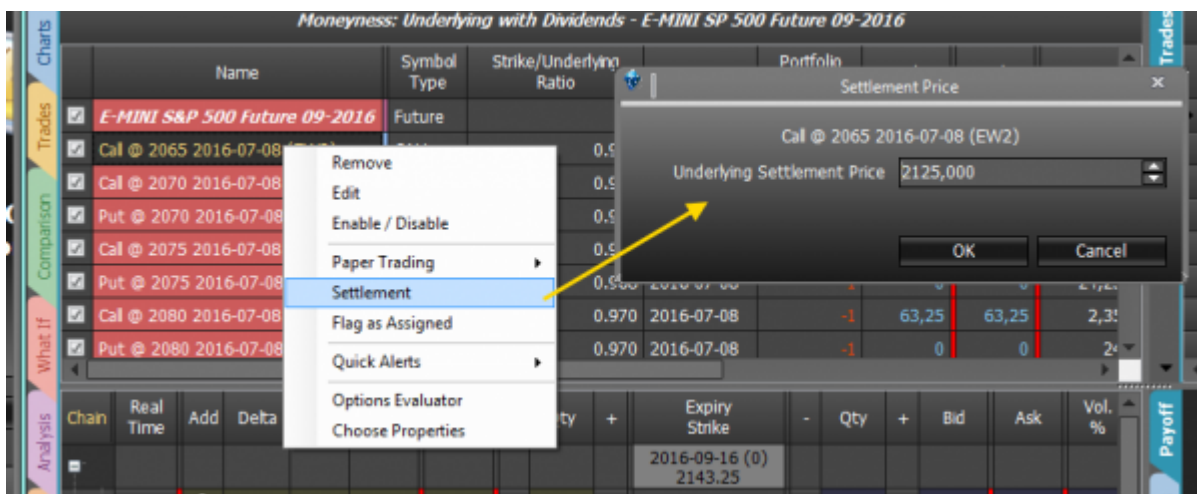 Moneyness: Underlying with Dividends - E-MINI SP 500 Future 09-2016
Charts
Trades
Comparison
What If
Analysis
Name
Symbol Type
Strike/Underlying Ratio
Portfolio
E-MINI S&P 500 Future 09-2016 Future
Call @ 2065 2016-07-08 (EW2)
Call @ 2070 2016-07-08
Put @ 2070 2016-07-08
Call @ 2075 2016-07-08
Put @ 2075 2016-07-08
Call @ 2080 2016-07-08 0.970 2016-07-08 -1 63,25 63,25
Put @ 2080 2016-07-08 0.970 2016-07-08 -1 0 0
Remove
Edit
Enable / Disable
Paper Trading
Settlement
Flag as Assigned
Quick Alerts
Options Evaluator
Choose Properties
Settlement Price x
Call @ 2065 2016-07-08 (EW2)
Underlying Settlement Price 2125,000
OK Cancel
Trades
Chain Real Time Add Delta + Expiry Strike - Qty + Bid Ask Vol. %
2016-09-16 (0)
2143.25
Payoff